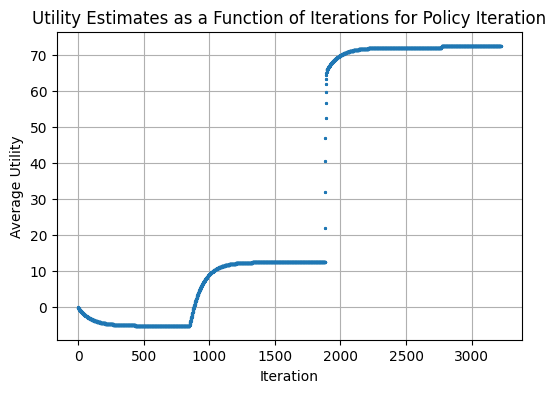 Utility Estimates as a Function of Iterations for Policy Iteration
70
60
50
40
30
20
10
0
Average Utility
0 500 1000 1500 2000 2500 3000
Iteration